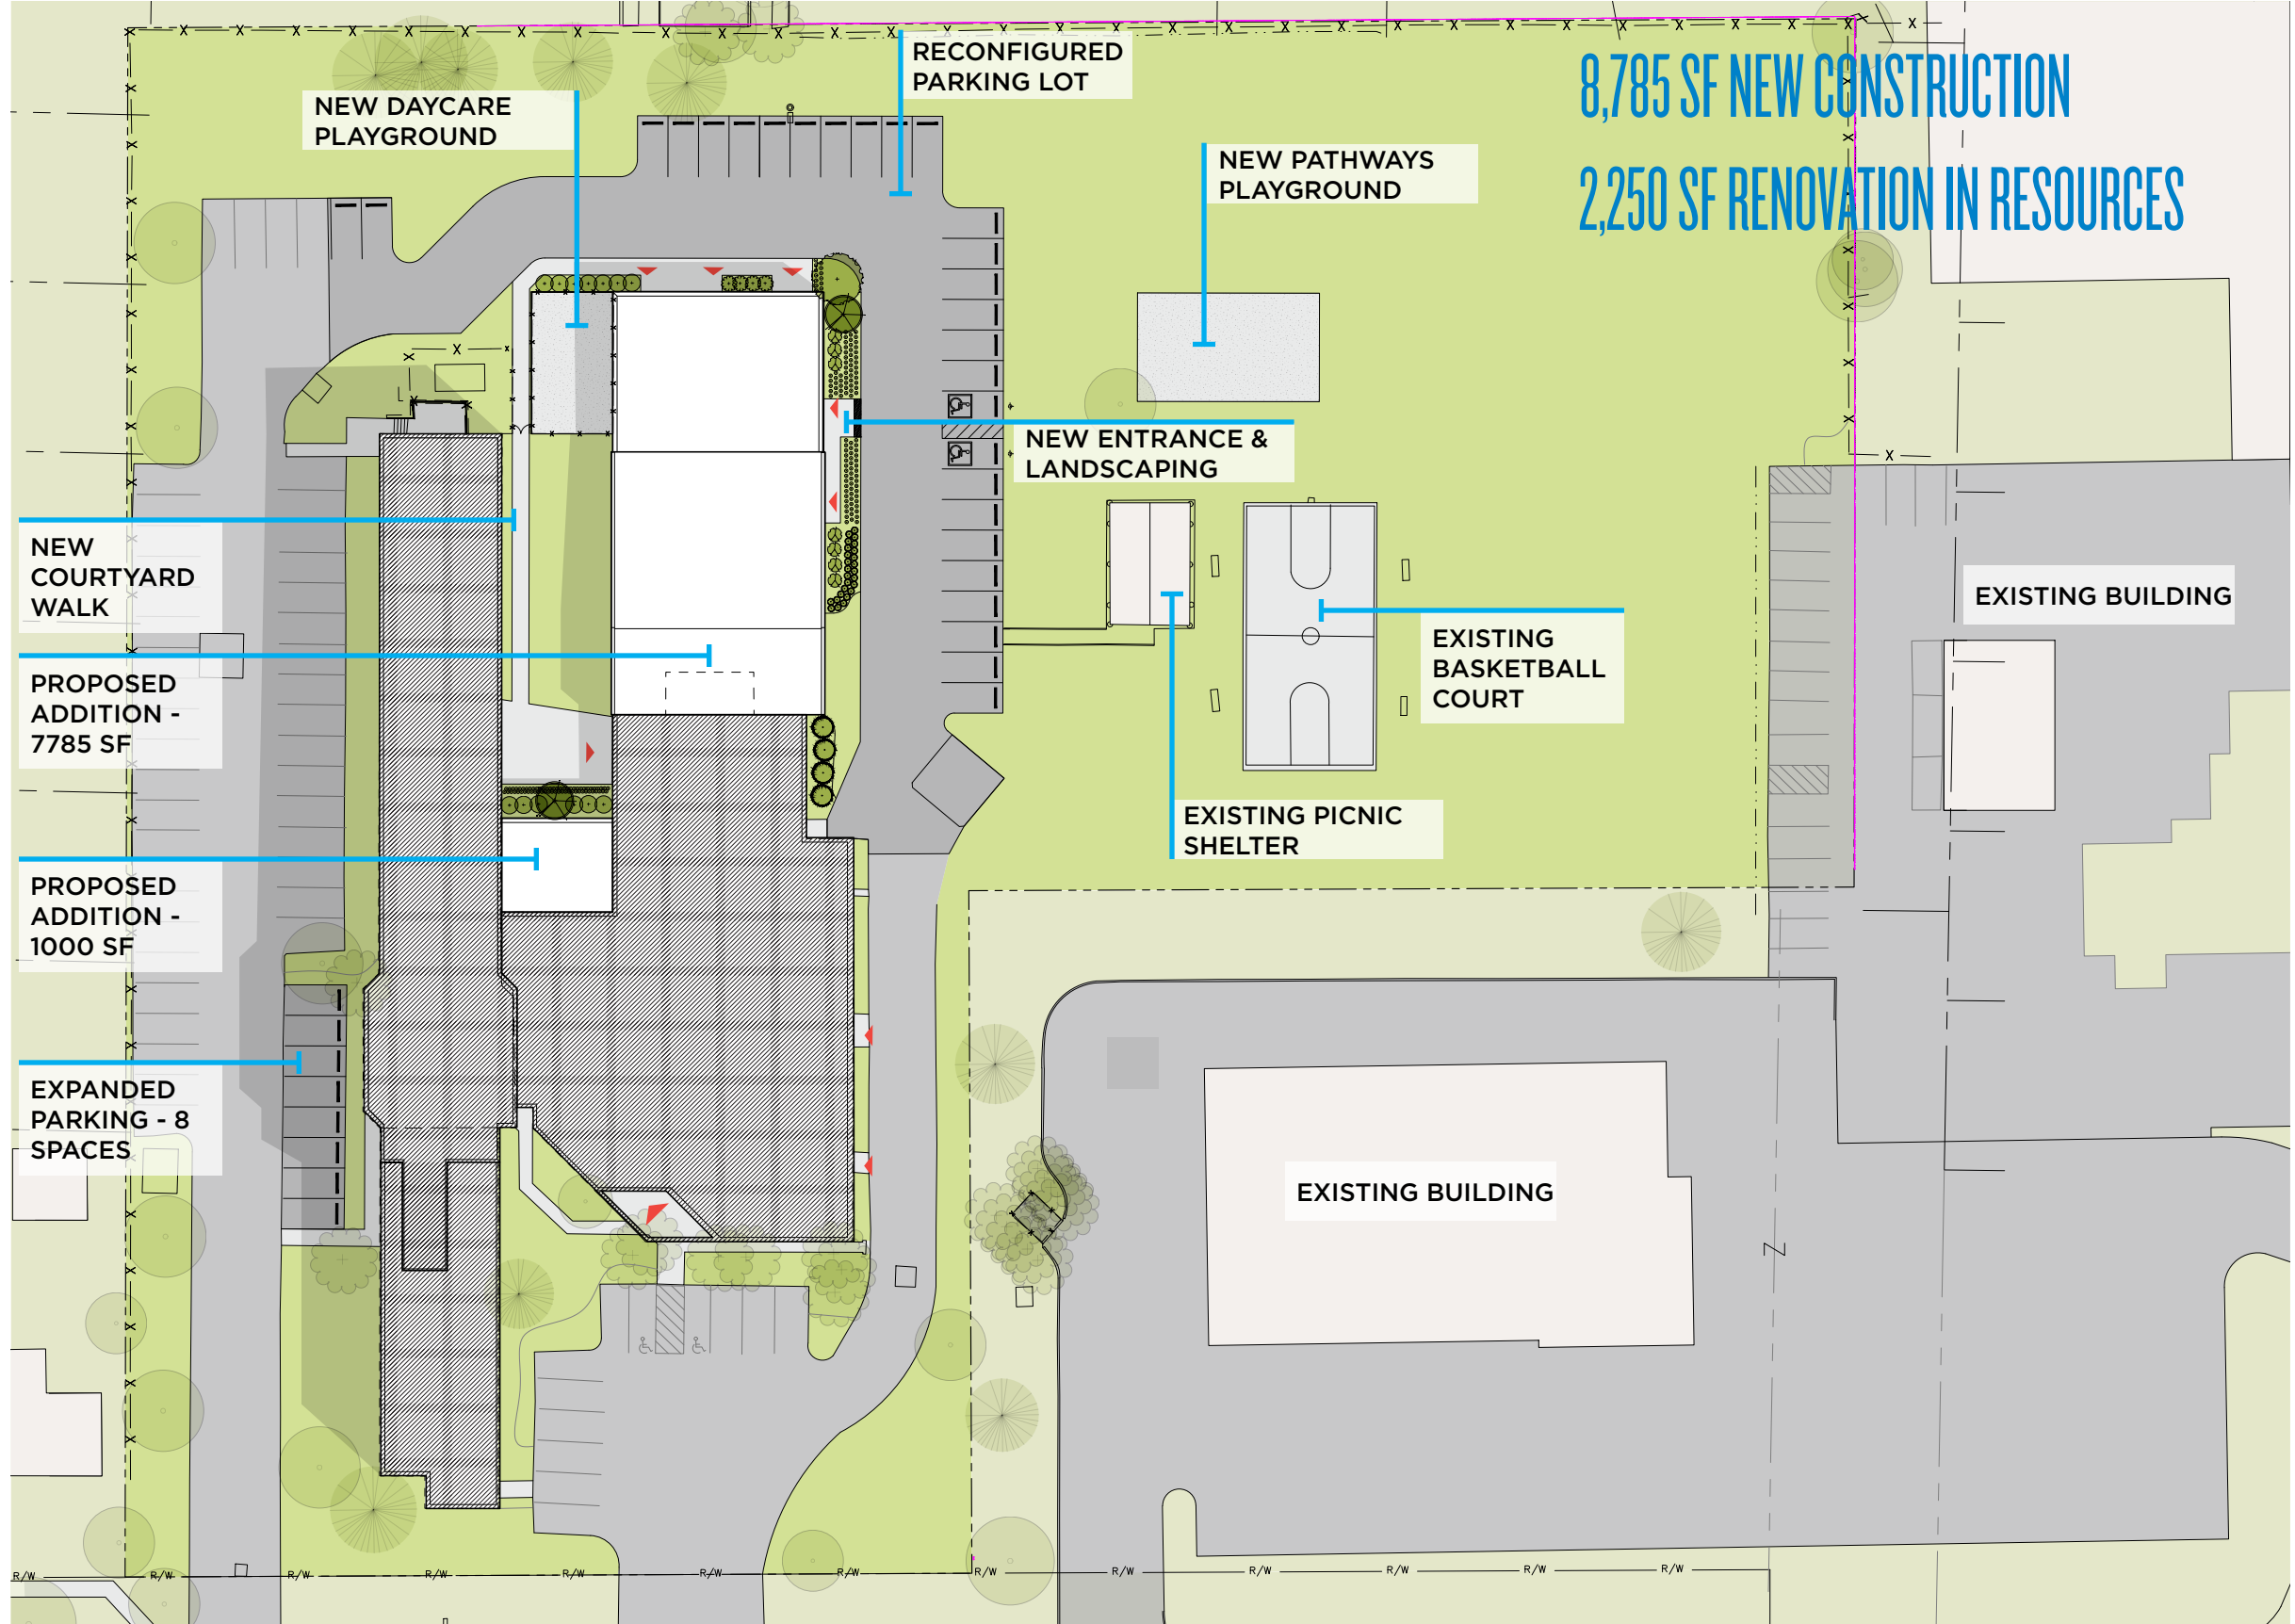 RECONFIGURED
PARKING LOT
8,785 SF NEW CONSTRUCTION
NEW DAYCARE
PLAYGROUND
NEW PATHWAYS
PLAYGROUND
2,250 SF RENOVATION IN RESOURCES
NEW ENTRANCE &
LANDSCAPING
NEW
COURTYARD
WALK
EXISTING BUILDING
EXISTING
BASKETBALL
COURT
PROPOSED
ADDITION -
7785 SF
EXISTING PICNIC
SHELTER
PROPOSED
ADDITION -
1000 SF
EXPANDED
PARKING - 8
SPACES
EXISTING BUILDING
R/W R/W R/W R/W R/W R/W R/W R/W R/W R/W R/W R/W R/W